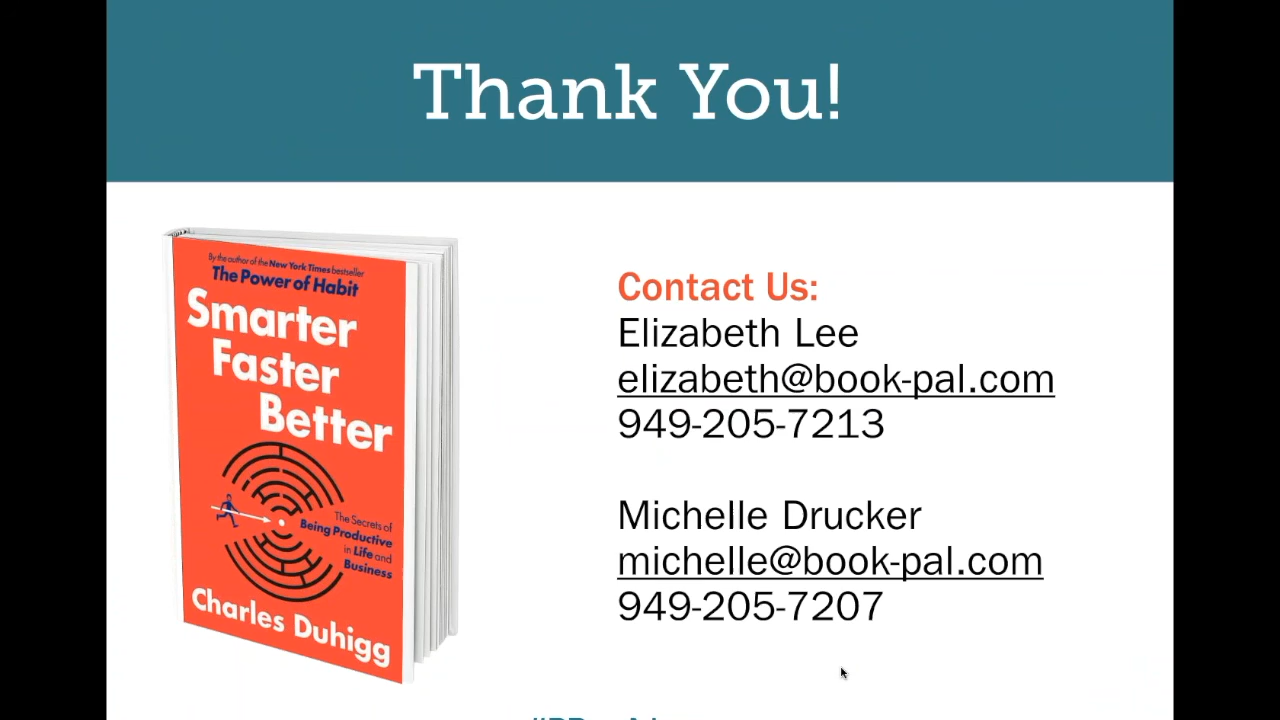 Thank You!
By the author of the New York Times bestseller
The Power of Habit
Smarter
Faster
Better
The Secrets of
Being Productive
in Life and
Business
Charles Duhigg
Contact Us:
Elizabeth Lee
elizabeth@book-pal.com
949-205-7213
Michelle Drucker
michelle@book-pal.com
949-205-7207